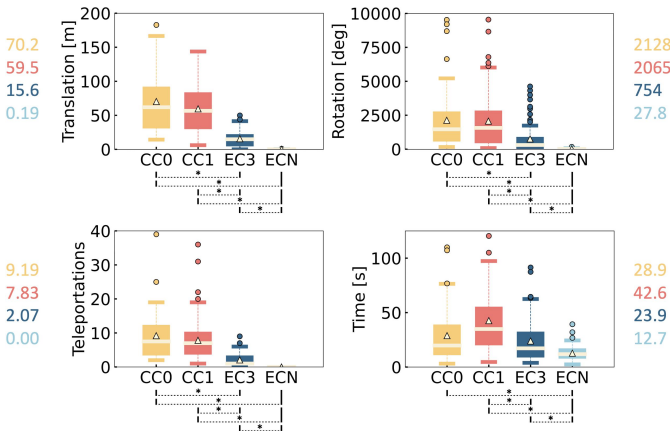 70.2
59.5
15.6
0.19
Translation [m]
200
150
100
50
0
CC0 CC1 EC3 ECN
* * * * *
Rotation [deg]
10000
7500
5000
2500
0
CC0 CC1 EC3 ECN
* * * * *
2128
2065
754
27.8
9.19
7.83
2.07
0.00
Teleportations
40
30
20
10
0
CC0 CC1 EC3 ECN
* * * * *
Time [s]
100
50
0
CC0 CC1 EC3 ECN
* * * *
28.9
42.6
23.9
12.7